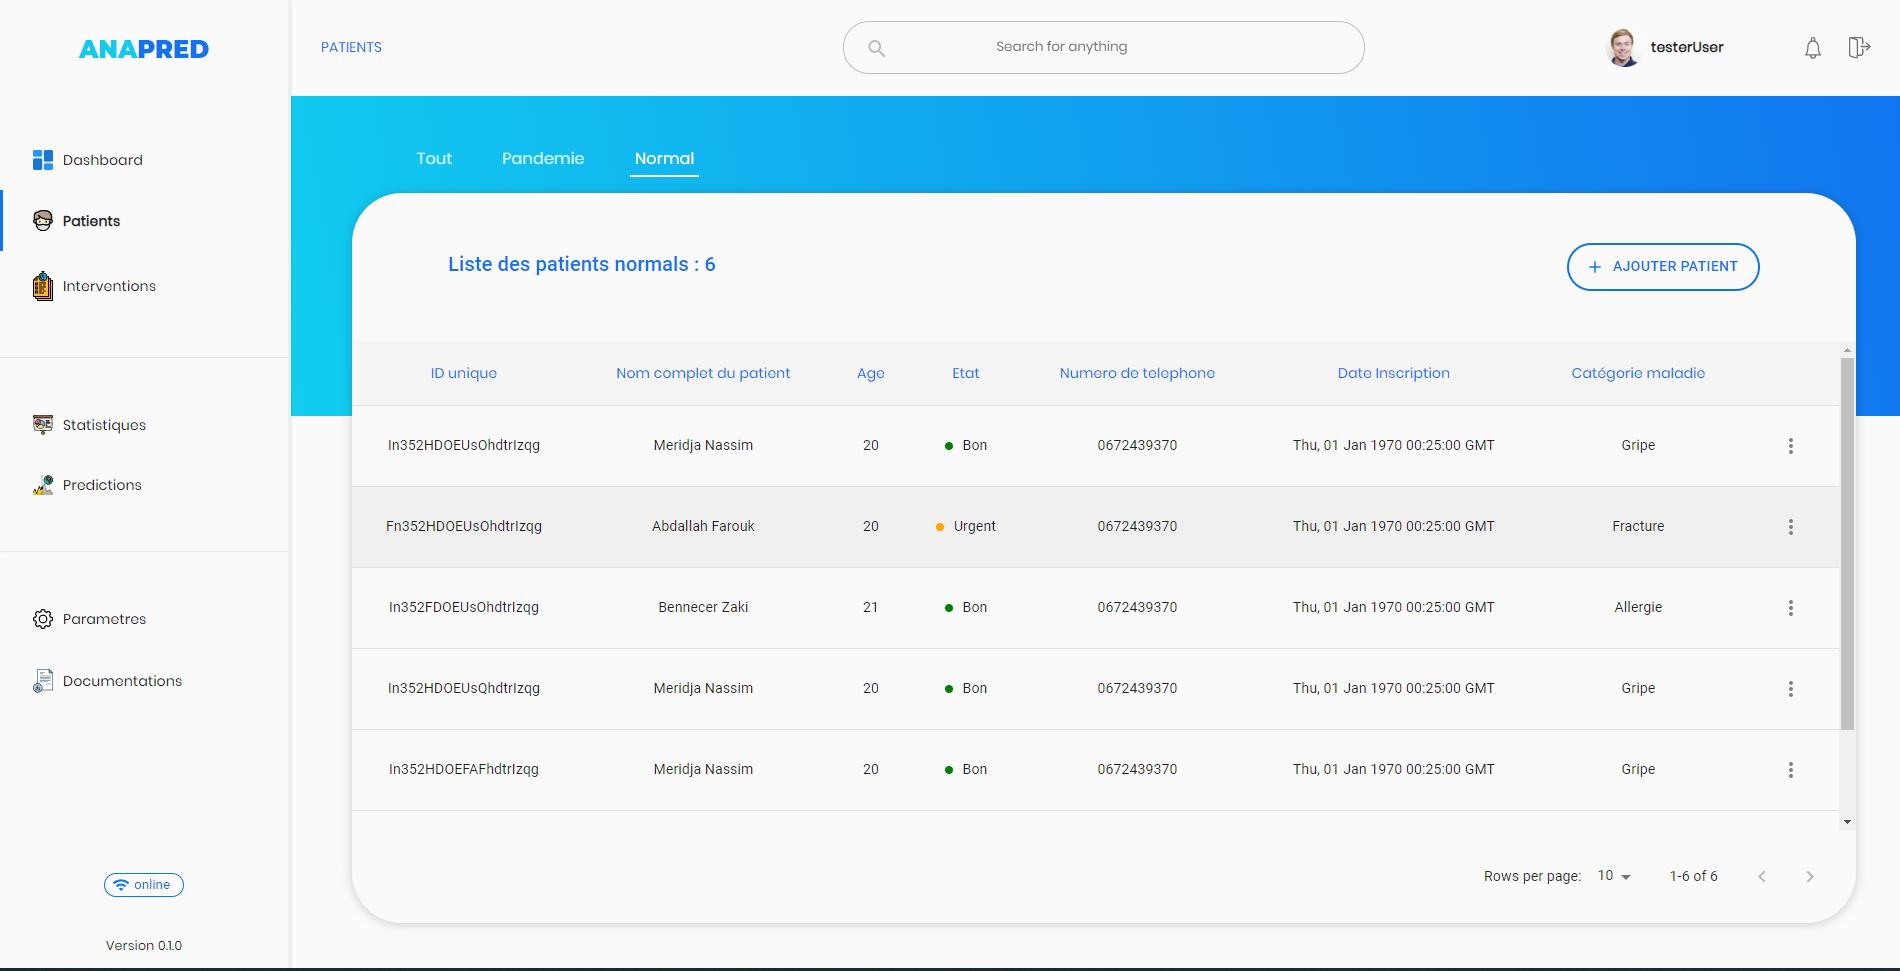 ANAPRED
PATIENTS
Search for anything
testerUser
Dashboard
Patients
Interventions
Statistiques
Predictions
Parametres
Documentations
online
Version 0.1.0
Tout Pandemie Normal
Liste des patients normals : 6
+ AJOUTER PATIENT
ID unique Nom complet du patient Age Etat Numero de telephone Date Inscription Catégorie maladie
In352HDOEUsOhdtrIzqg Meridja Nassim 20 Bon 0672439370 Thu, 01 Jan 1970 00:25:00 GMT Gripe
Fn352HDOEUsOhdtrIzqg Abdallah Farouk 20 Urgent 0672439370 Thu, 01 Jan 1970 00:25:00 GMT Fracture
In352FDOEUsOhdtrIzqg Bennecer Zaki 21 Bon 0672439370 Thu, 01 Jan 1970 00:25:00 GMT Allergie
In352HDOEUsQhdtrIzqg Meridja Nassim 20 Bon 0672439370 Thu, 01 Jan 1970 00:25:00 GMT Gripe
In352HDOEFAFhdtrIzqg Meridja Nassim 20 Bon 0672439370 Thu, 01 Jan 1970 00:25:00 GMT Gripe
Rows per page: 10 1-6 of 6